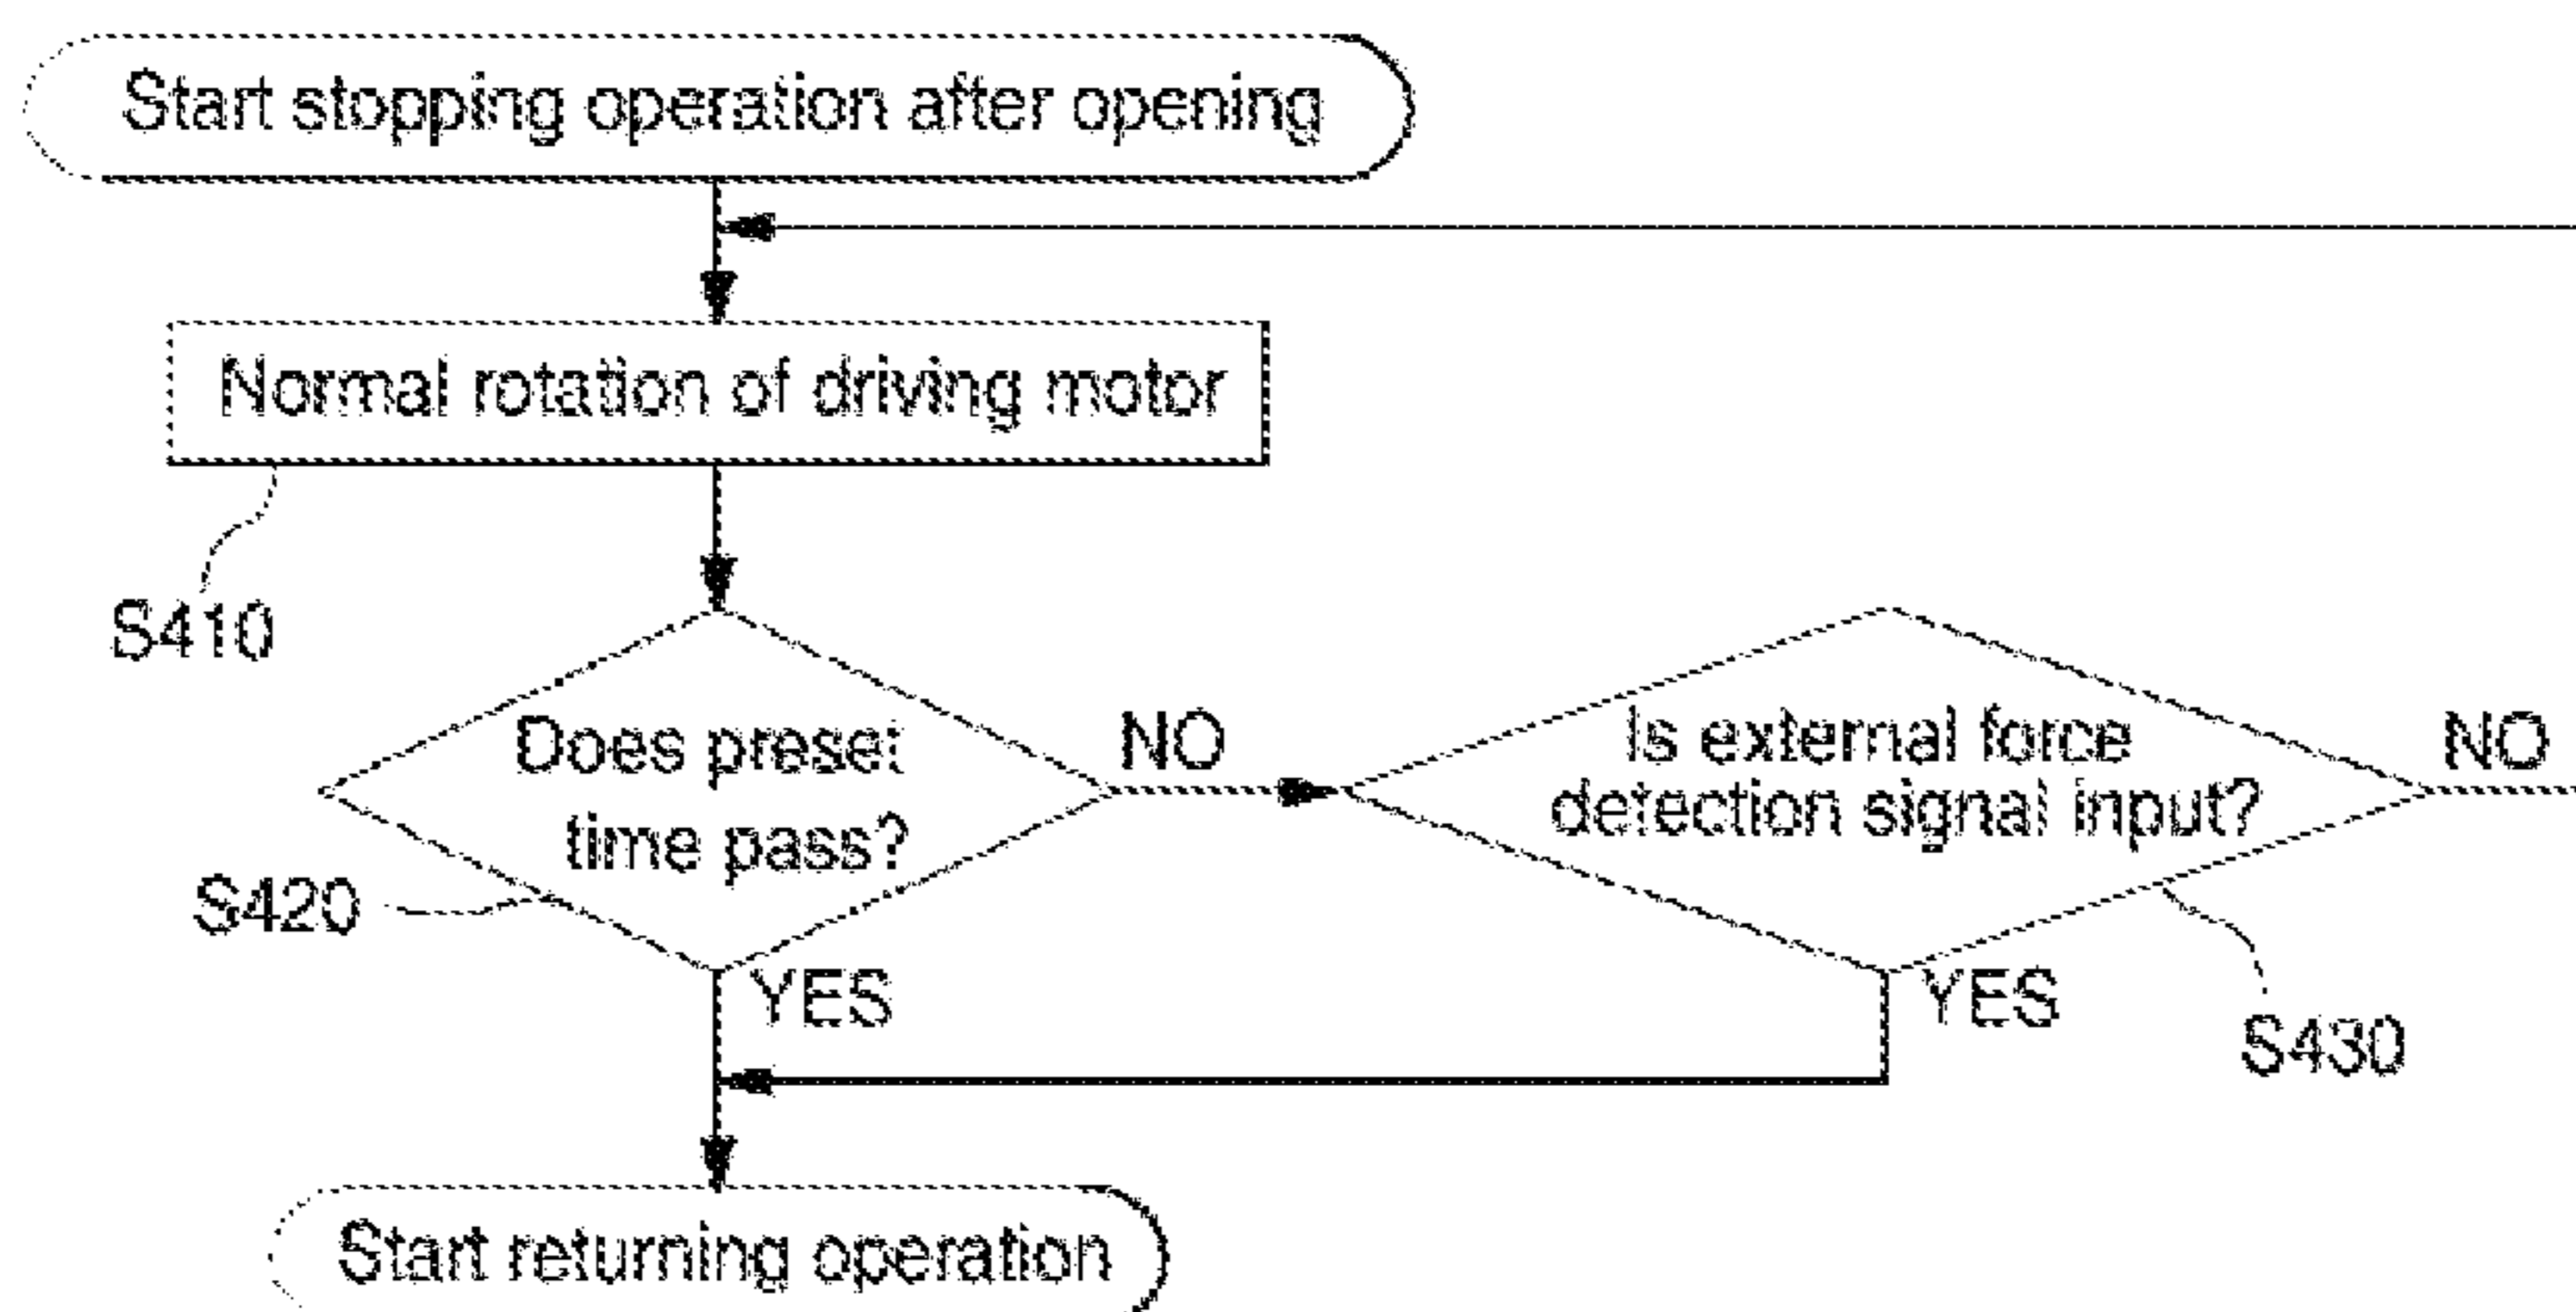 Start stopping operation after opening
Normal rotation of driving motor
S410
Does preset
time pass?
NO
Is external force
detection signal input?
NO
S420
YES
YES
S430
Start returning operation